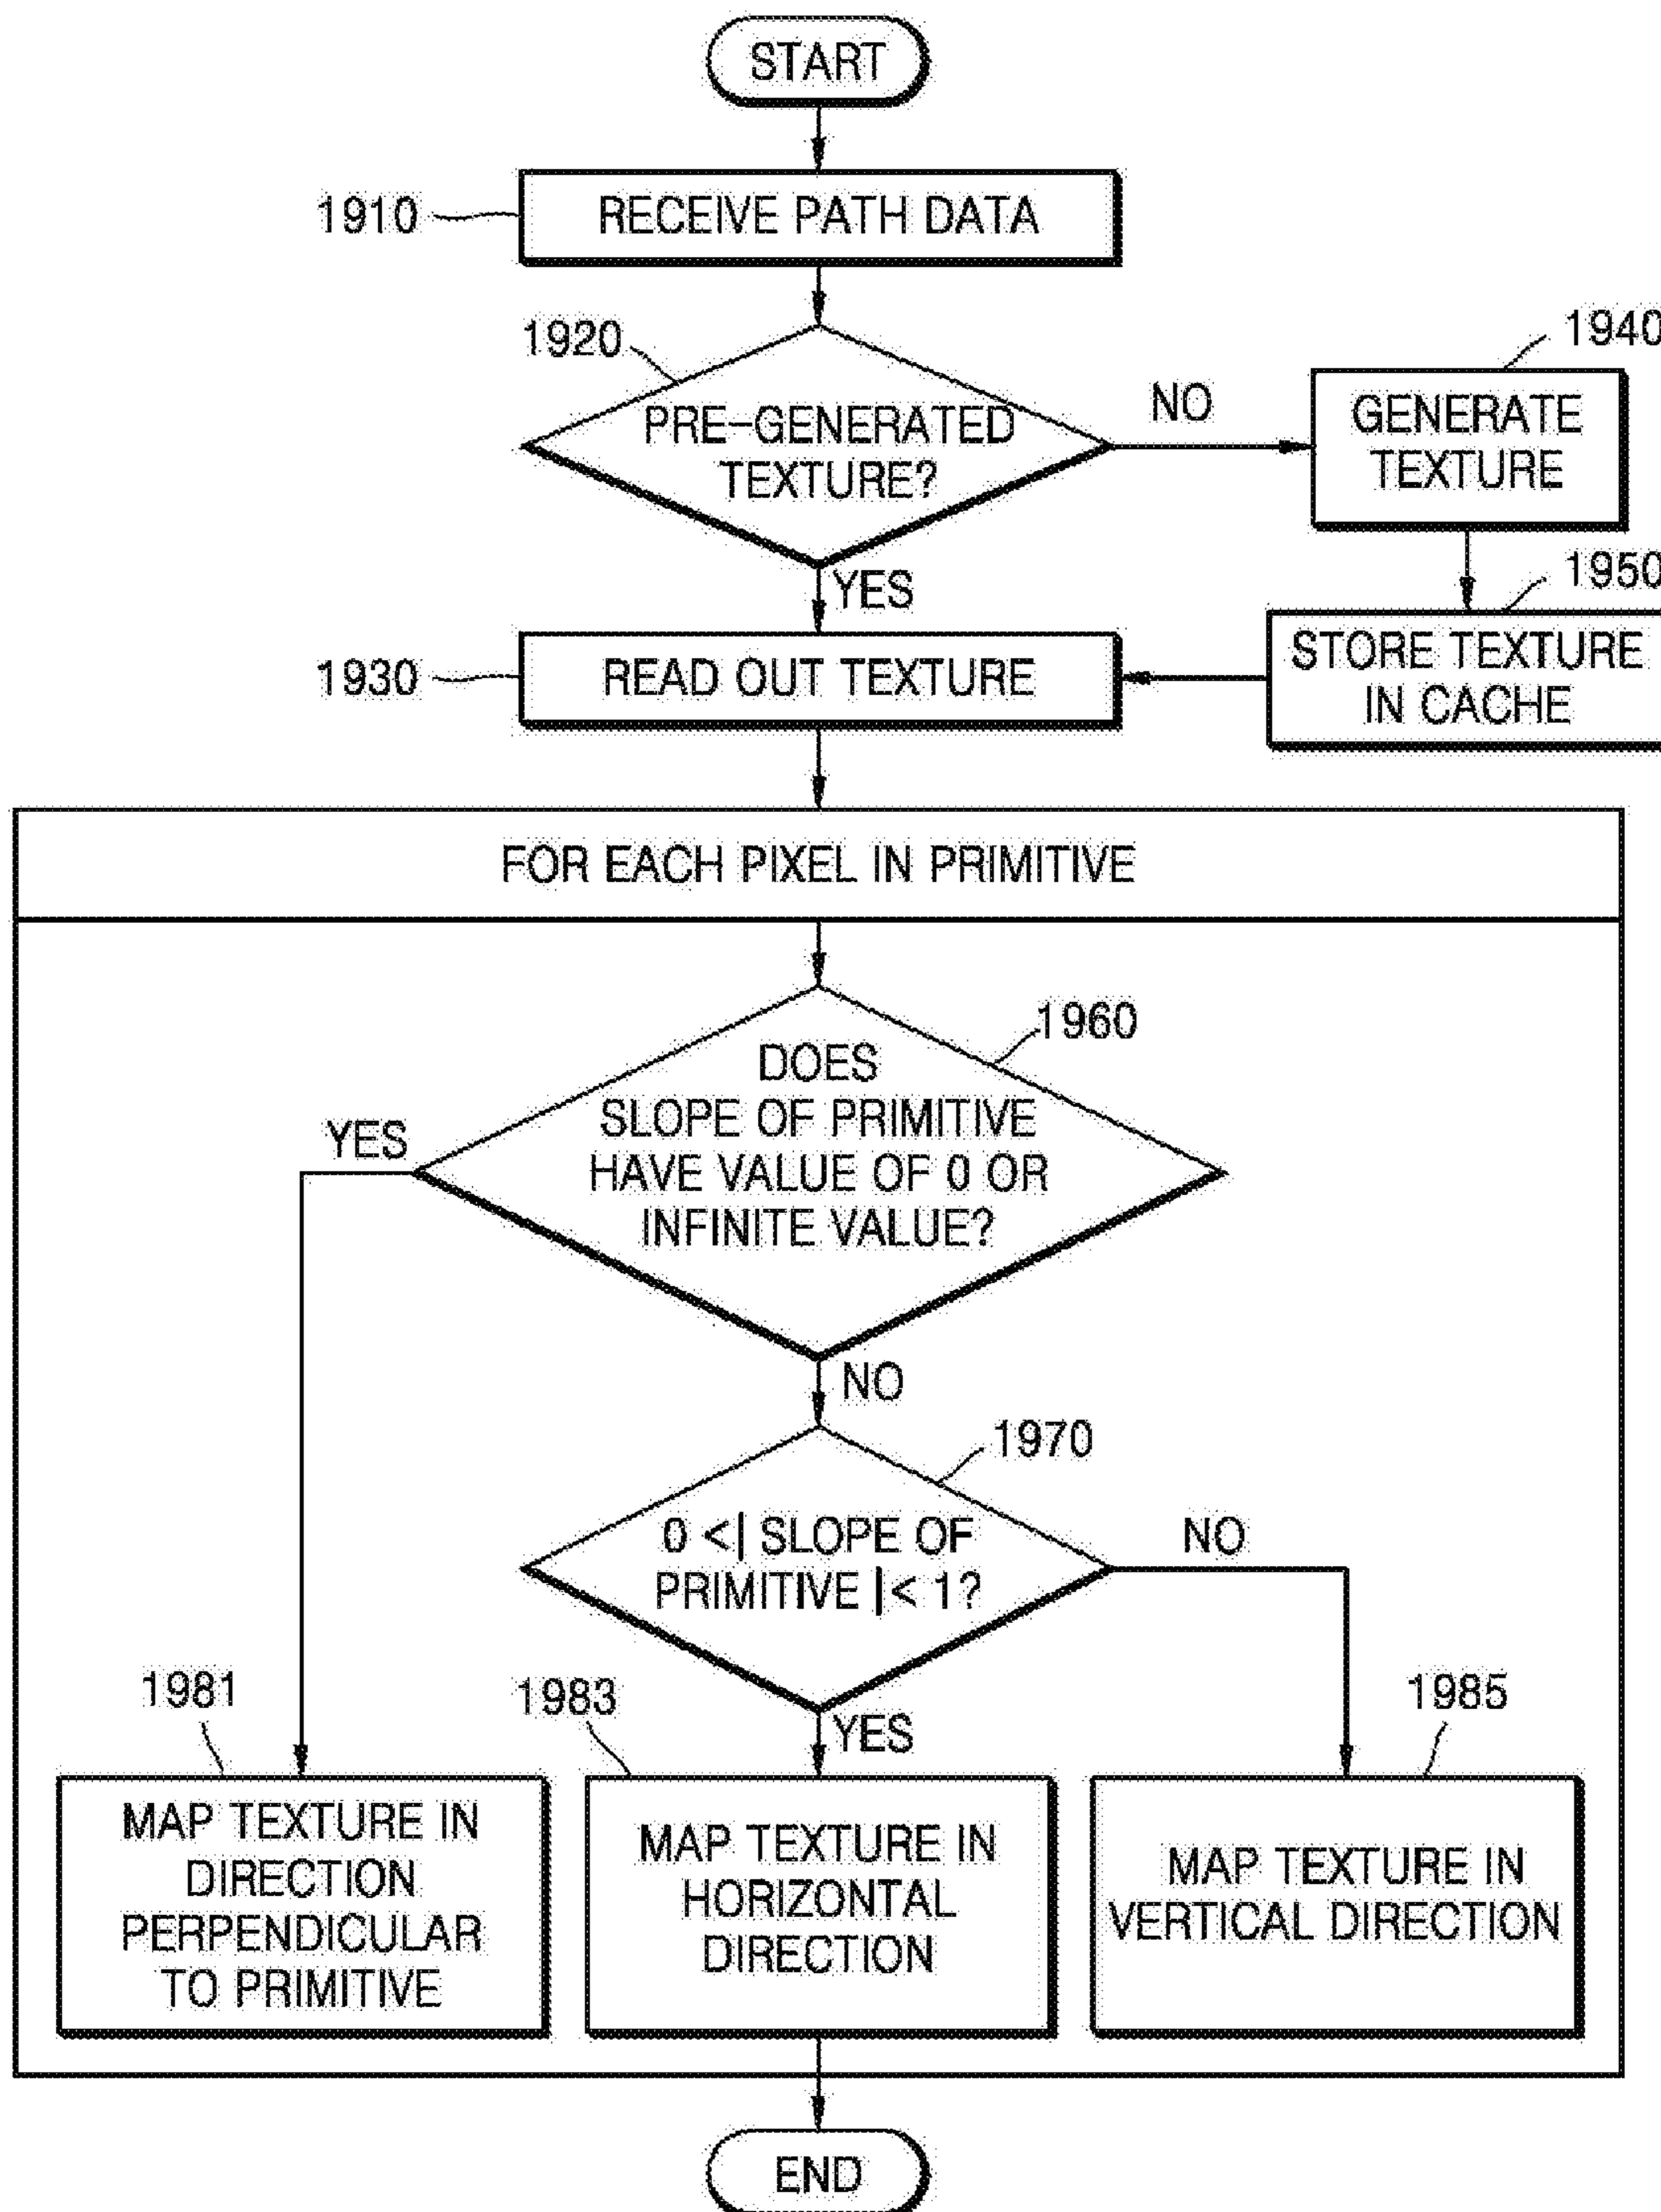 START
1910
RECEIVE PATH DATA
1920
PRE-GENERATED
TEXTURE?
NO
1940
GENERATE
TEXTURE
YES
1950
STORE TEXTURE
IN CACHE
1930
READ OUT TEXTURE
FOR EACH PIXEL IN PRIMITIVE
1960
DOES
SLOPE OF PRIMITIVE
HAVE VALUE OF 0 OR
INFINITE VALUE?
YES
NO
1970
0 <| SLOPE OF
PRIMITIVE |< 1?
NO
YES
1981
MAP TEXTURE IN
DIRECTION
PERPENDICULAR
TO PRIMITIVE
1983
MAP TEXTURE IN
HORIZONTAL
DIRECTION
1985
MAP TEXTURE IN
VERTICAL DIRECTION
END